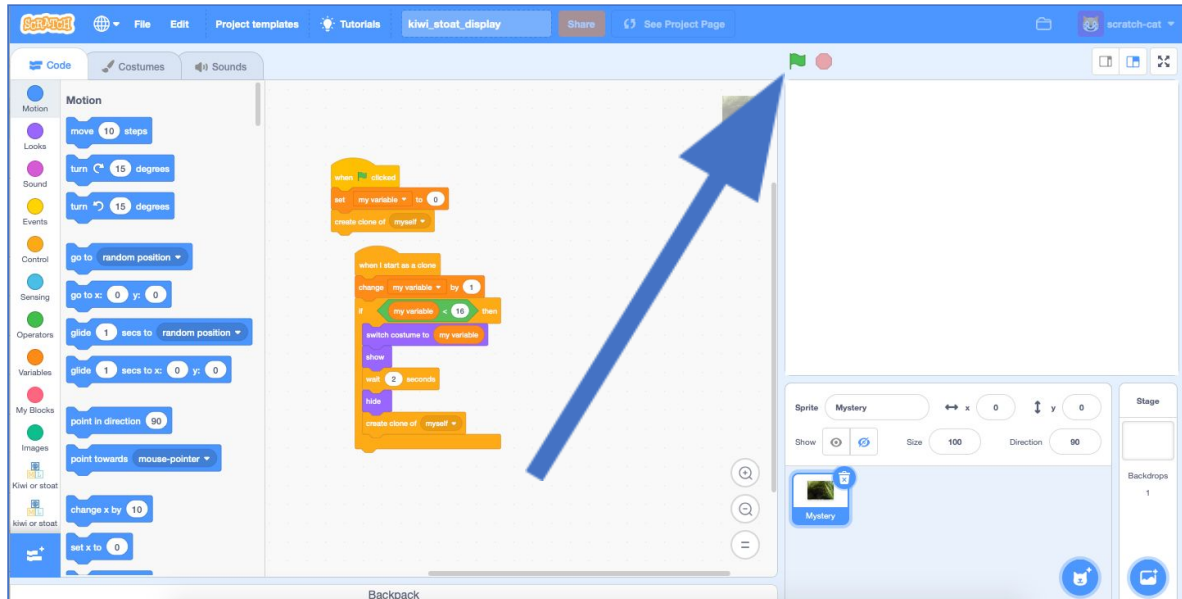 SCRATCH File Edit Project templates Tutorials kiwi_stoat_display Share See Project Page scratch-cat
Code Costumes Sounds
Motion
Looks
Sound
Events
Control
Sensing
Operators
Variables
My Blocks
Images
Kiwi or stoat
kiwi or stoat
Motion
move 10 steps
turn 15 degrees
turn 15 degrees
go to random position
go to x: 0 y: 0
glide 1 secs to random position
glide 1 secs to x: 0 y: 0
point in direction 90
point towards mouse-pointer
change x by 10
set x to 0
when clicked
set my variable to 0
create clone of myself
when I start as a clone
change my variable by 1
if my variable < 16 then
switch costume to my variable
show
wait 2 seconds
hide
create clone of myself
Sprite Mystery x 0 y 0
Show Size 100 Direction 90
Mystery
Stage
Backdrops
1
Backpack